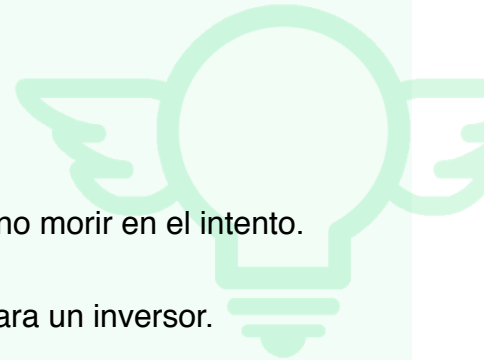 no morir en el intento.
ara un inversor.